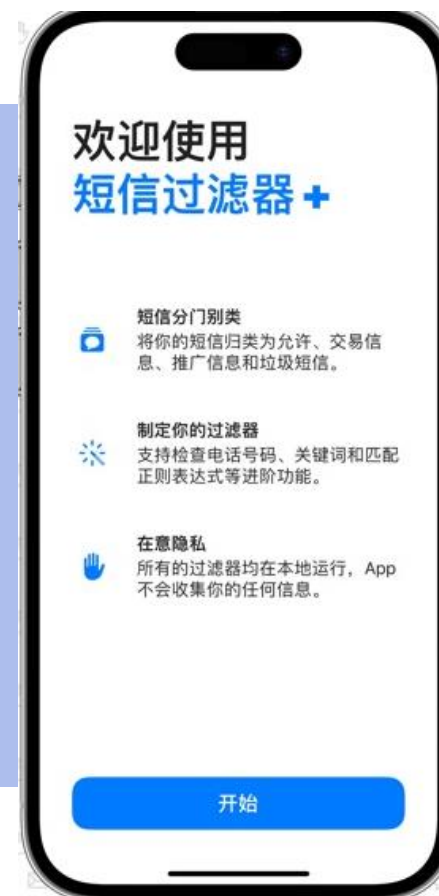 欢迎使用
短信过滤器+
短信分门别类
将你的短信归类为允许、交易信
息、推广信息和垃圾短信。
制定你的过滤器
支持检查电话号码、关键词和匹配
正则表达式等进阶功能。
在意隐私
所有的过滤器均在本地运行，App
不会收集你的任何信息。
开始